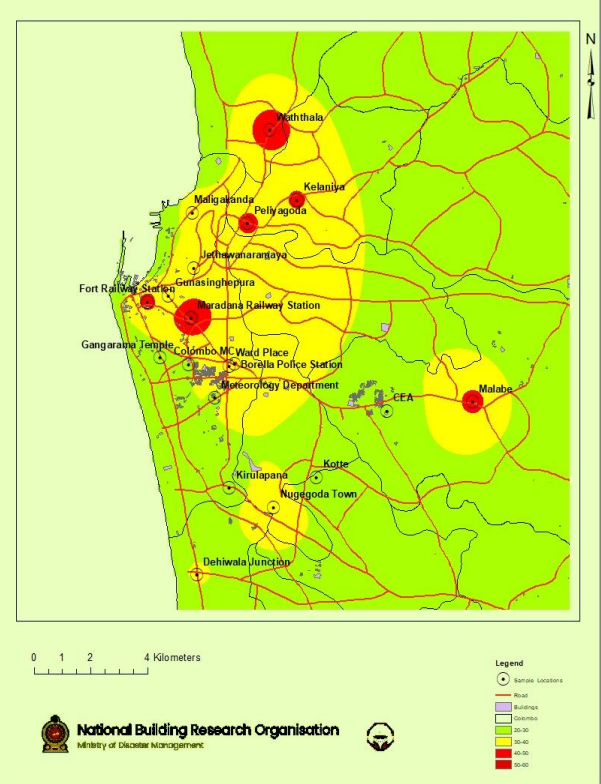 N
Waththala
Kelaniya
Maligakanda
Peliyagoda
Jethawanaramaya
Gunasinghepura
Fort Railway Station
Maradana Railway Station
Gangarama Temple
Colombo MC
Ward Place
Borella Police Station
Meteorology Department
CEA
Malabe
Kotte
Kirulapana
Nugegoda Town
Dehiwala Junction
0 1 2 4 Kilometers
Legend
Sample Locations
Road
Buildings
Colombo
20-30
30-40
40-50
50-60
National Building Research Organisation
Ministry of Disaster Management